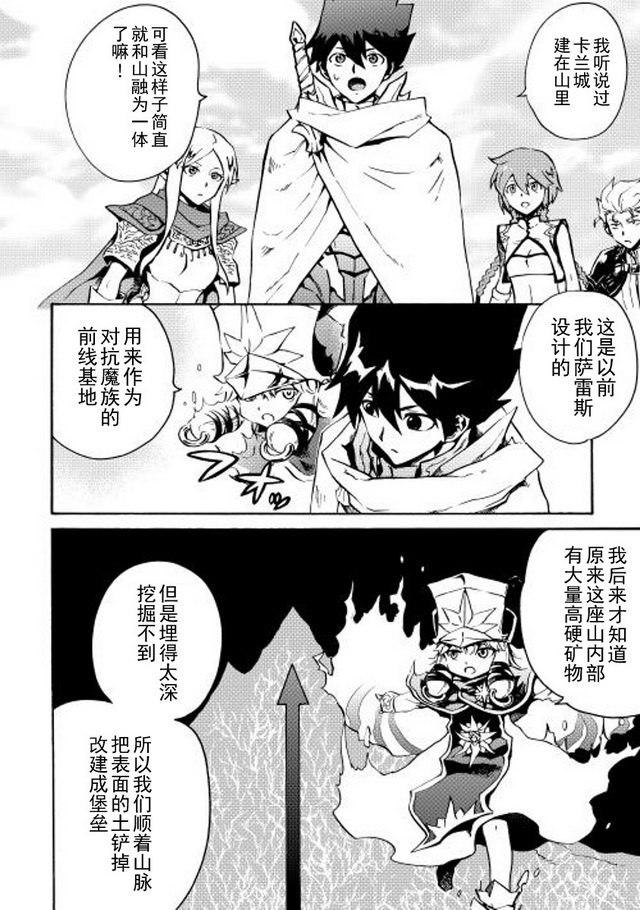 我听说过
卡兰城
建在山里
可看这样子简直
就和山融为一体
了嘛！
这是以前
我们萨雷斯
设计的
用来作为
对抗魔族的
前线基地
我后来才知道
原来这座山内部
有大量高硬矿物
但是埋得太深
挖掘不到
所以我们顺着山脉
把表面的土铲掉
改建成堡垒